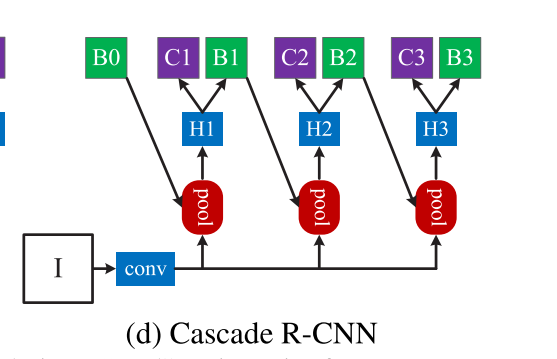 B0 C1 B1 C2 B2 C3 B3
H1 H2 H3
pool pool pool
I conv
(d) Cascade R-CNN